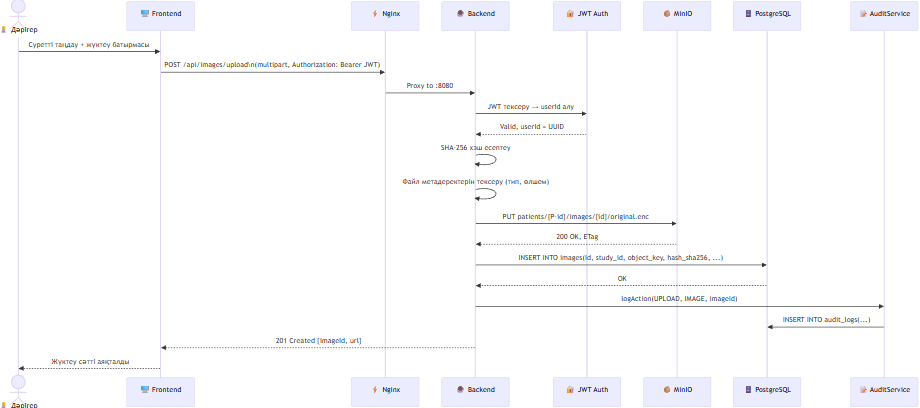 Дәрігер
Frontend
Nginx
Backend
JWT Auth
MinIO
PostgreSQL
AuditService
Суретті таңдау + жүктеу батырмасы
POST /api/images/upload\n(multipart, Authorization: Bearer JWT)
Proxy to :8080
JWT тексеру → userId алу
Valid, userId = UUID
SHA-256 хэш есептеу
Файл метадеректерін тексеру (тип, өлшем)
PUT patients/[P-id]/images/[id]/original.enc
200 OK, ETag
INSERT INTO images(id, study_id, object_key, hash_sha256, ...)
OK
logAction(UPLOAD, IMAGE, imageId)
INSERT INTO audit_logs(...)
201 Created [imageId, url]
Жүктеу сәтті аяқталды
Дәрігер
Frontend
Nginx
Backend
JWT Auth
MinIO
PostgreSQL
AuditService